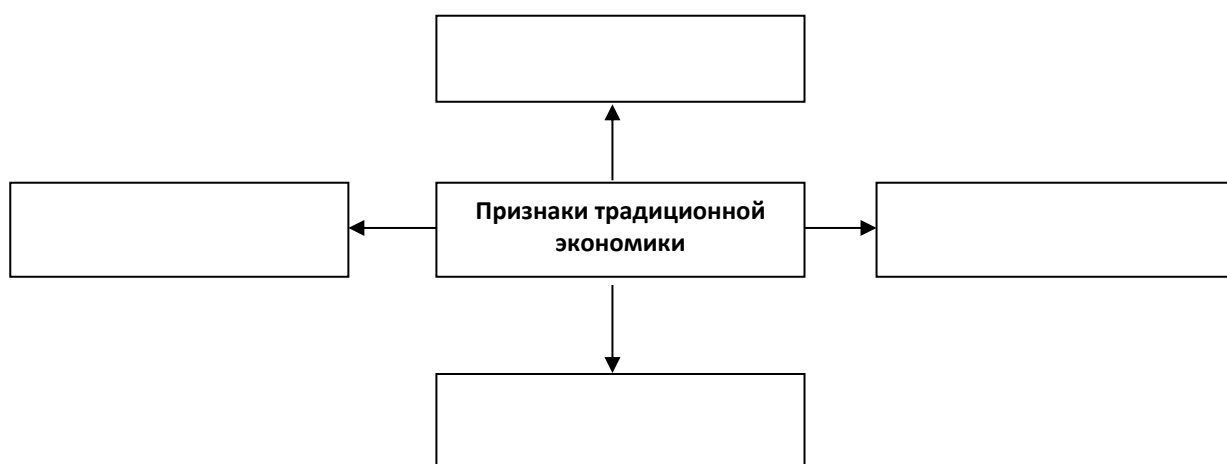 Признаки традиционной
экономики